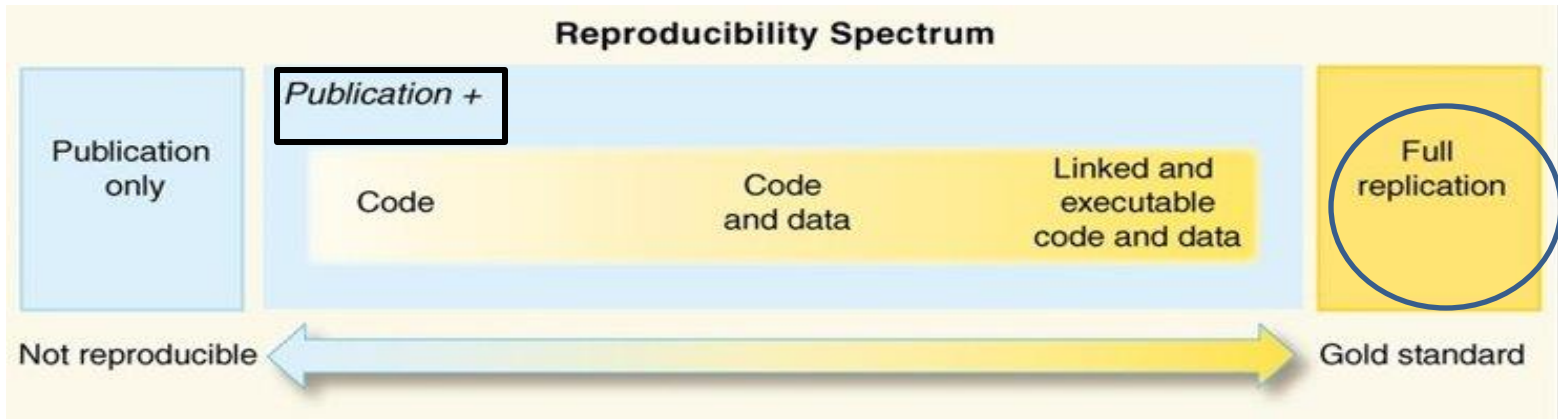 Reproducibility Spectrum
Publication
only
Publication +
Code
Code
and data
Linked and
executable
code and data
Full
replication
Not reproducible
Gold standard